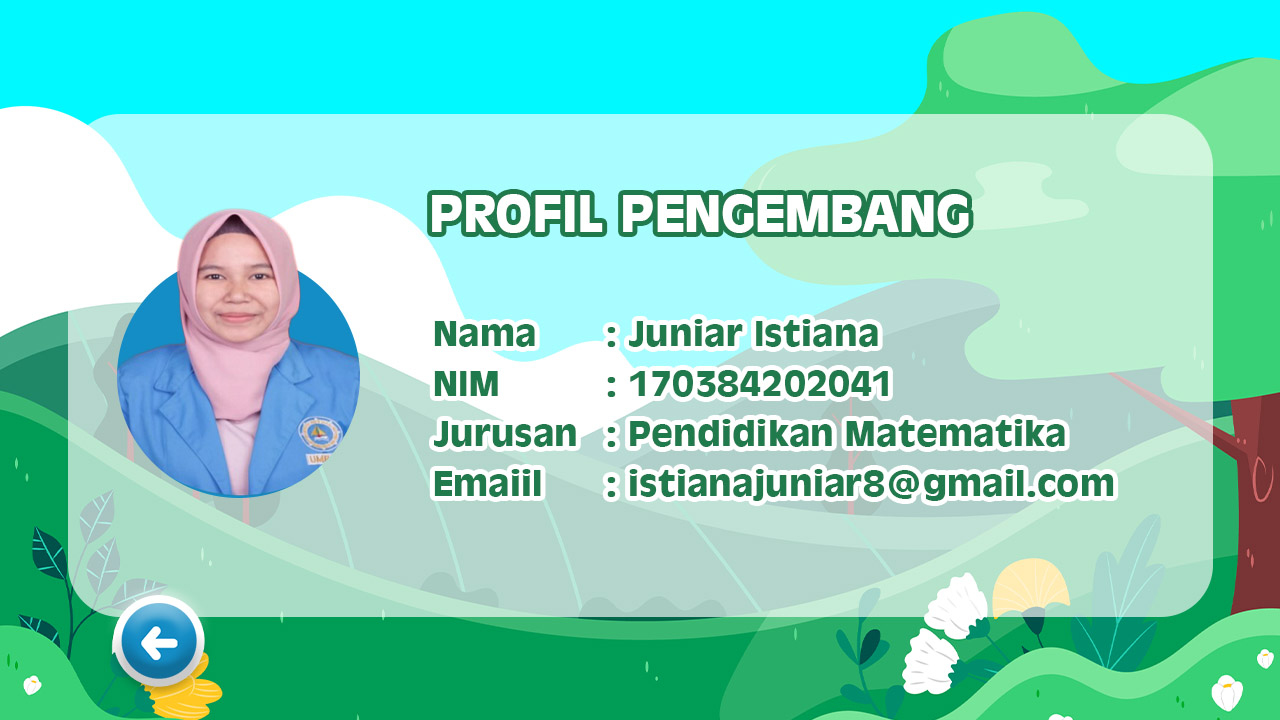 PROFIL PENGEMBANG
Nama : Juniar Istiana
NIM : 170384202041
Jurusan : Pendidikan Matematika
Emaiil : istianajuniar8@gmail.com